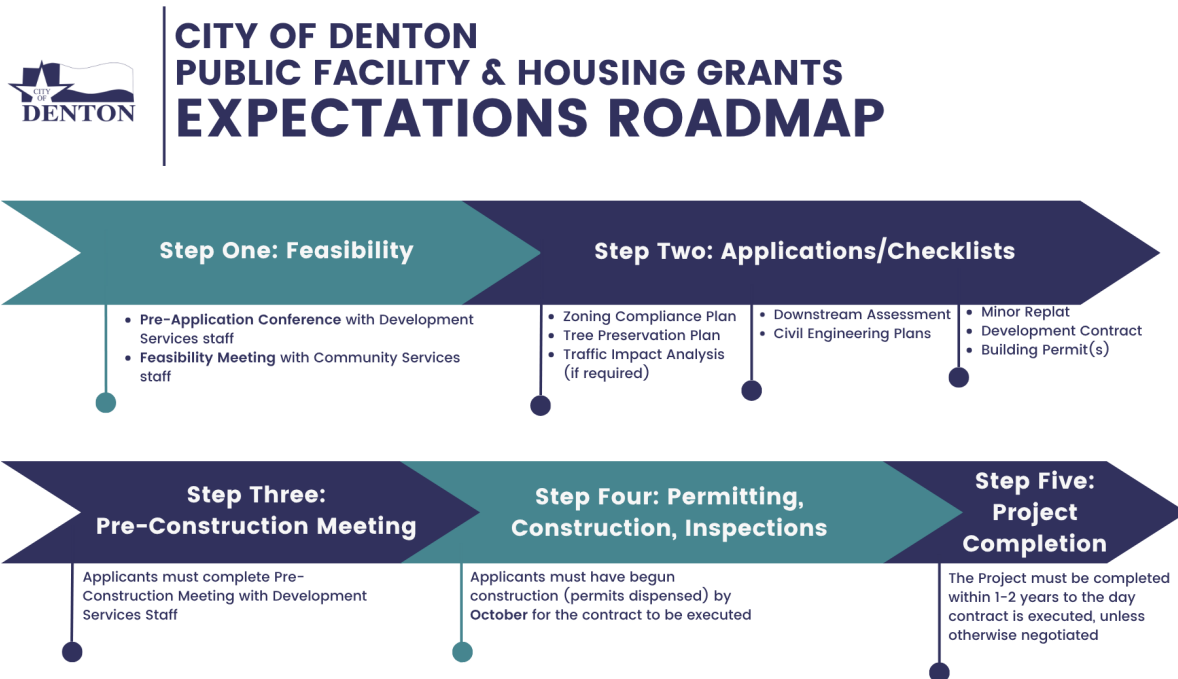 CITY OF DENTON
PUBLIC FACILITY & HOUSING GRANTS
EXPECTATIONS ROADMAP
CITY
OF
DENTON
Step One: Feasibility
Step Two: Applications/Checklists
• Pre-Application Conference with Development
Services staff
• Feasibility Meeting with Community Services
staff
• Zoning Compliance Plan
• Tree Preservation Plan
• Traffic Impact Analysis
(if required)
• Downstream Assessment
• Civil Engineering Plans
• Minor Replat
• Development Contract
• Building Permit(s)
Step Three:
Pre-Construction Meeting
Step Four: Permitting,
Construction, Inspections
Step Five:
Project
Completion
Applicants must complete Pre-
Construction Meeting with Development
Services Staff
Applicants must have begun
construction (permits dispensed) by
October for the contract to be executed
The Project must be completed
within 1-2 years to the day
contract is executed, unless
otherwise negotiated